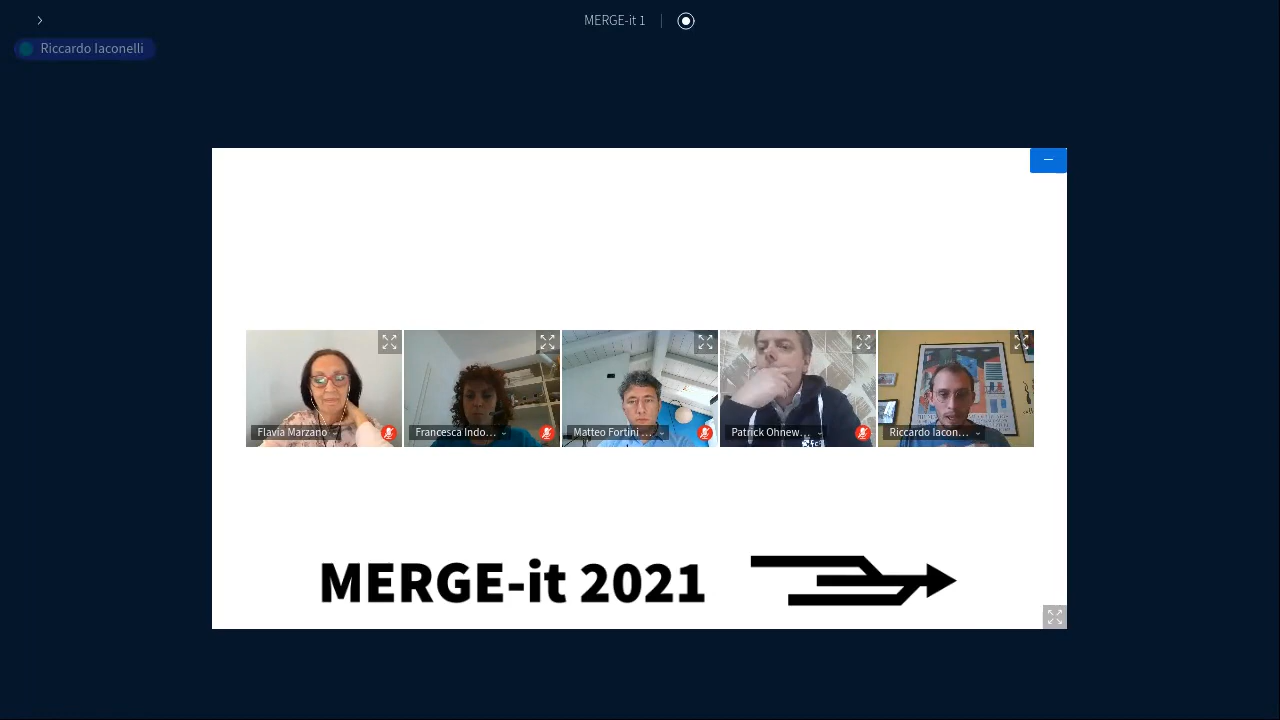 MERGE-it 1
Riccardo Iaconelli
Flavia Marzano
Francesca Indo...
Matteo Fortini ...
Patrick Ohnew...
Riccardo Iacon...
MERGE-it 2021